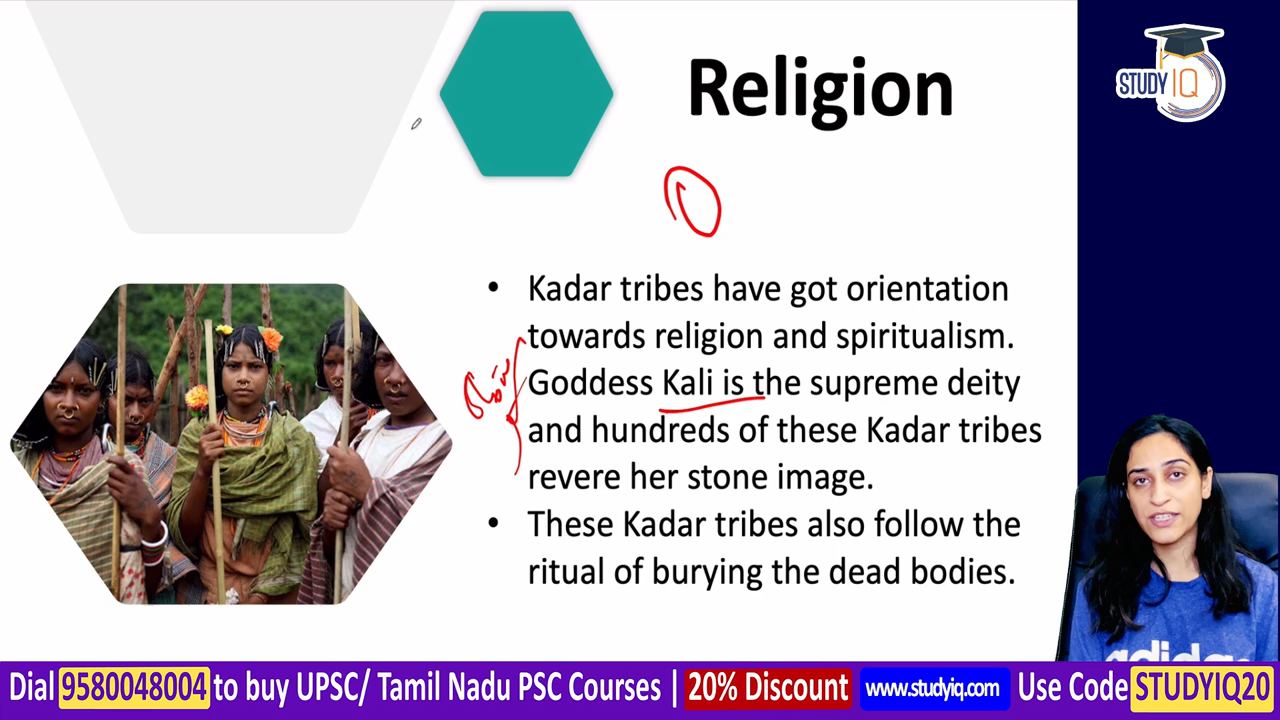 Religion
STUDY IQ
• Kadar tribes have got orientation
towards religion and spiritualism.
Goddess Kali is the supreme deity
and hundreds of these Kadar tribes
revere her stone image.
• These Kadar tribes also follow the
ritual of burying the dead bodies.
adidas
Dial 9580048004 to buy UPSC/ Tamil Nadu PSC Courses | 20% Discount www.studyiq.com Use Code STUDYIQ20